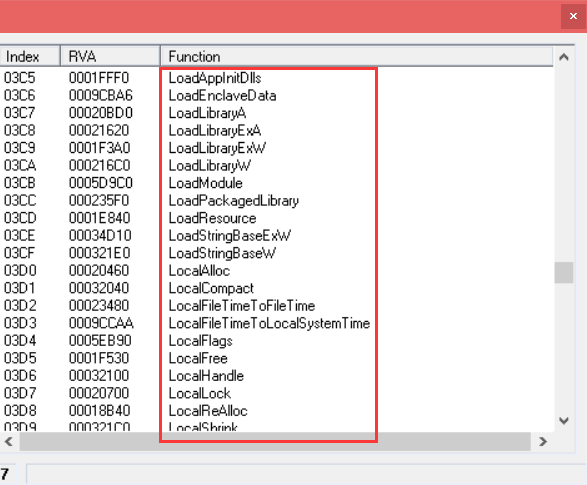 Index RVA Function
03C5 0001FFF0 LoadAppInitDlls
03C6 0009CBA6 LoadEnclaveData
03C7 00020BD0 LoadLibraryA
03C8 00021620 LoadLibraryExA
03C9 0001F3A0 LoadLibraryExW
03CA 000216C0 LoadLibraryW
03CB 0005D9C0 LoadModule
03CC 000235F0 LoadPackagedLibrary
03CD 0001E840 LoadResource
03CE 00034D10 LoadStringBaseExW
03CF 000321E0 LoadStringBaseW
03D0 00020460 LocalAlloc
03D1 00032040 LocalCompact
03D2 00023480 LocalFileTimeToFileTime
03D3 0009CCAA LocalFileTimeToLocalSystemTime
03D4 0005EB90 LocalFlags
03D5 0001F530 LocalFree
03D6 00032100 LocalHandle
03D7 00020700 LocalLock
03D8 00018B40 LocalReAlloc
03D9 000321C0 LocalShrink
7